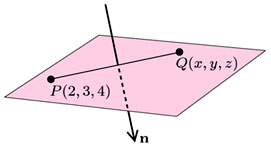 Q(x, y, z)
P(2, 3, 4)
n